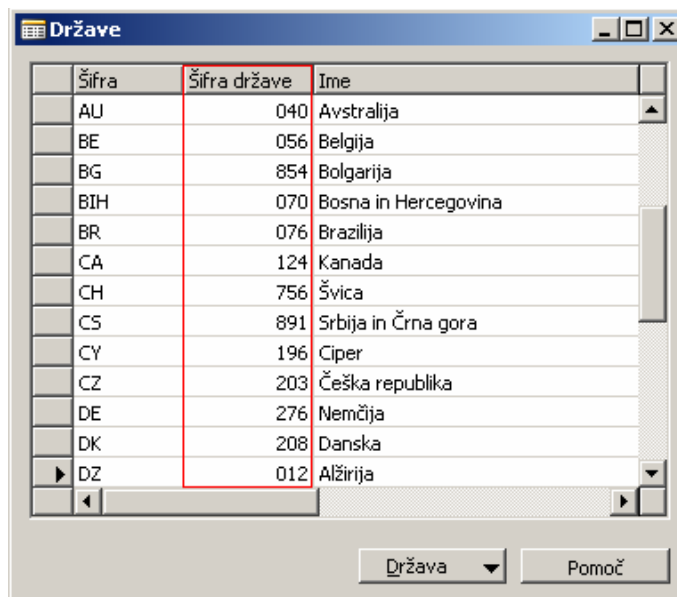 Države
Šifra Šifra države Ime
AU 040 Avstralija
BE 056 Belgija
BG 854 Bolgarija
BIH 070 Bosna in Hercegovina
BR 076 Brazilija
CA 124 Kanada
CH 756 Švica
CS 891 Srbija in Črna gora
CY 196 Ciper
CZ 203 Češka republika
DE 276 Nemčija
DK 208 Danska
DZ 012 Alžirija
Država Pomoč